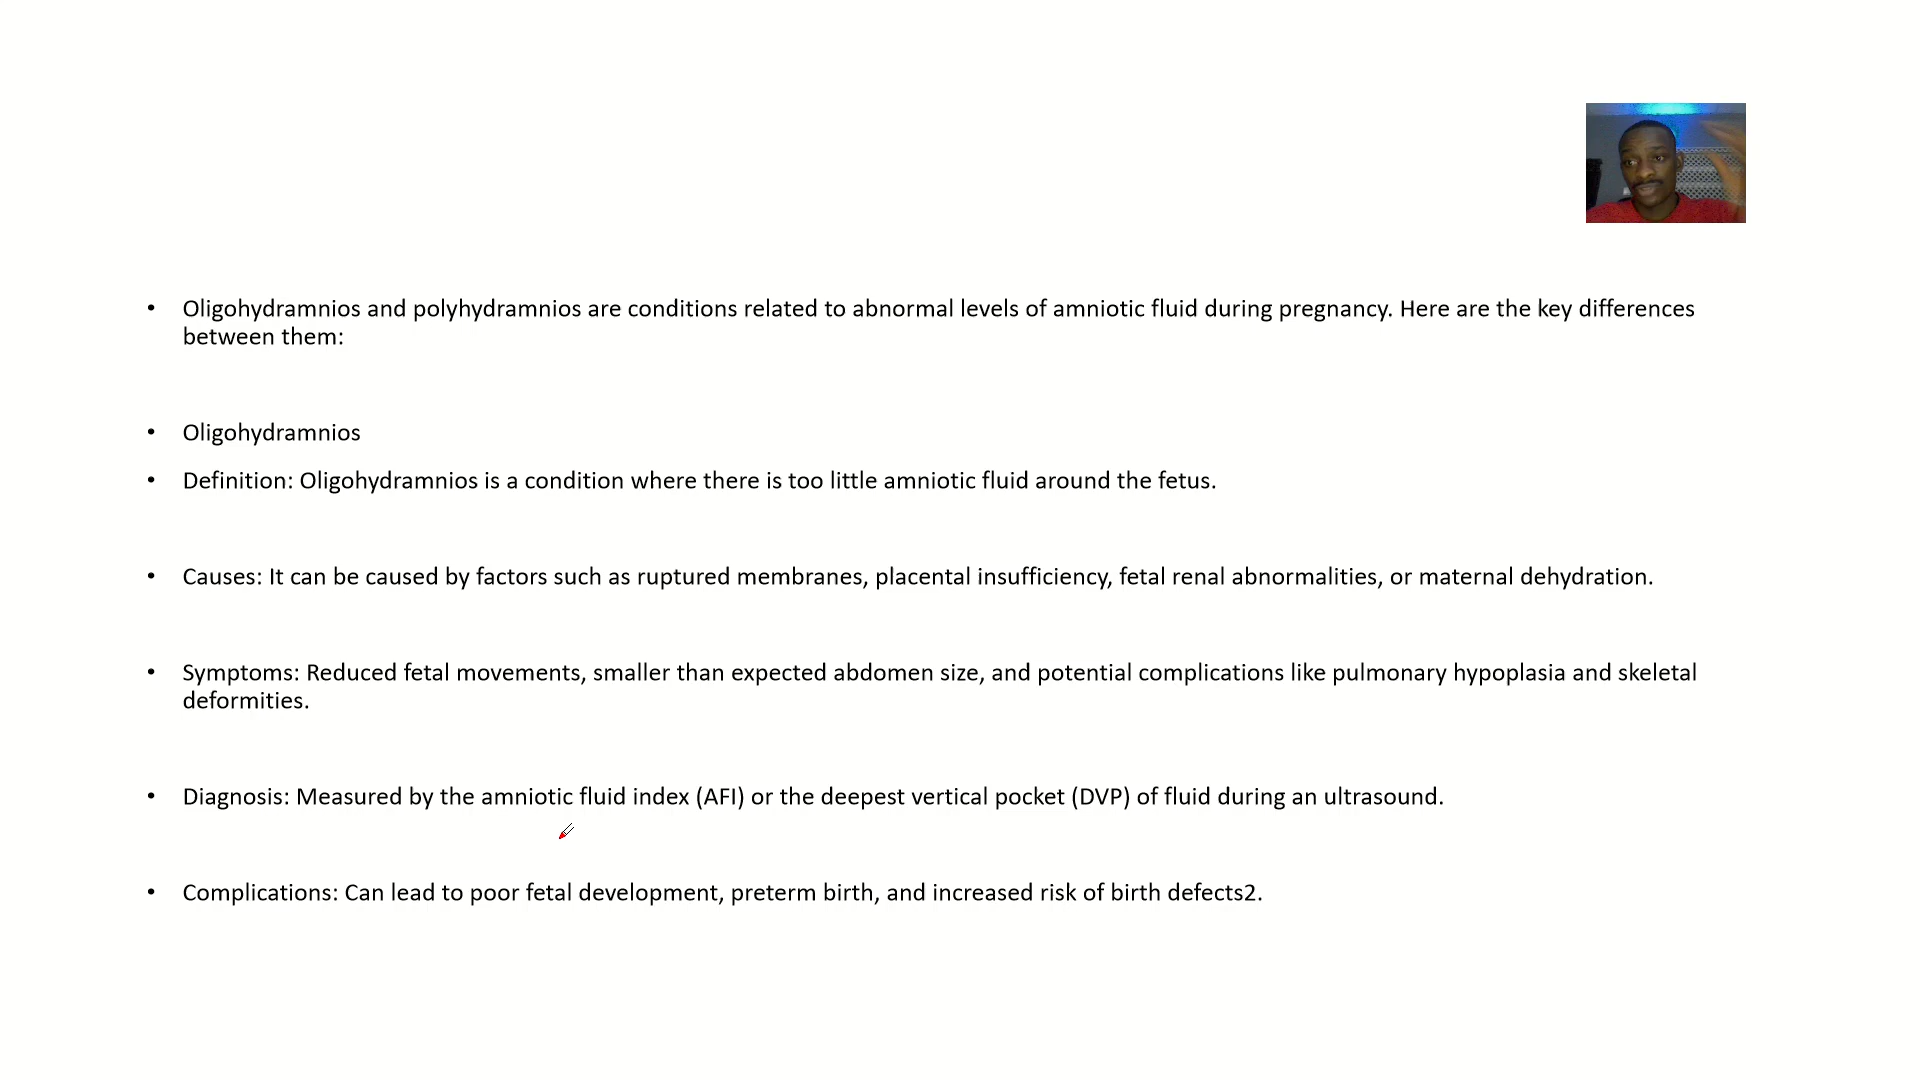 • Oligohydramnios and polyhydramnios are conditions related to abnormal levels of amniotic fluid during pregnancy. Here are the key differences
between them:
• Oligohydramnios
• Definition: Oligohydramnios is a condition where there is too little amniotic fluid around the fetus.
• Causes: It can be caused by factors such as ruptured membranes, placental insufficiency, fetal renal abnormalities, or maternal dehydration.
• Symptoms: Reduced fetal movements, smaller than expected abdomen size, and potential complications like pulmonary hypoplasia and skeletal
deformities.
• Diagnosis: Measured by the amniotic fluid index (AFI) or the deepest vertical pocket (DVP) of fluid during an ultrasound.
• Complications: Can lead to poor fetal development, preterm birth, and increased risk of birth defects2.